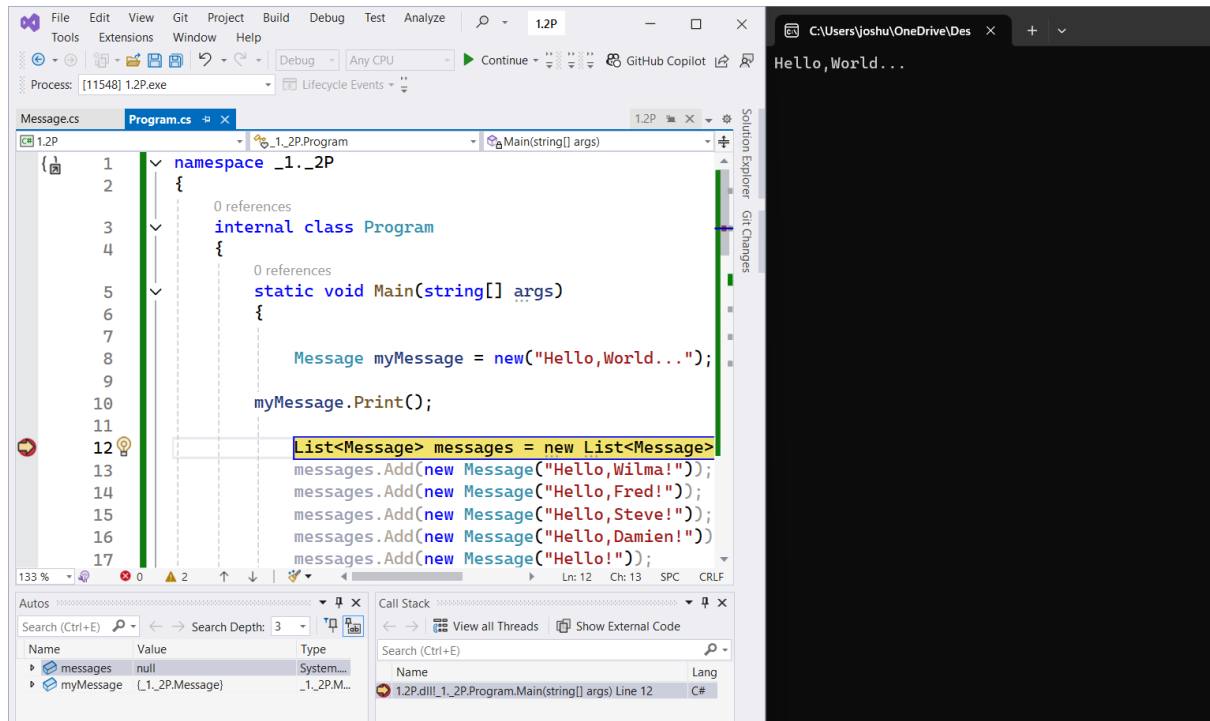 File Edit View Git Project Build Debug Test Analyze 1.2P
Tools Extensions Window Help
Debug Any CPU Continue GitHub Copilot
Process: [11548] 1.2P.exe Lifecycle Events
Message.cs Program.cs 1.2P
C# 1.2P _1._2P.Program Main(string[] args)
1 namespace _1._2P
2 {
0 references
3 internal class Program
4 {
0 references
5 static void Main(string[] args)
6 {
7
8 Message myMessage = new("Hello,World...");
9
10 myMessage.Print();
11
12 List<Message> messages = new List<Message>
13 messages.Add(new Message("Hello,Wilma!"));
14 messages.Add(new Message("Hello,Fred!"));
15 messages.Add(new Message("Hello,Steve!"));
16 messages.Add(new Message("Hello,Damien!"))
17 messages.Add(new Message("Hello!"));
133 % 0 2 Ln: 12 Ch: 13 SPC CRLF
Solution Explorer
Git Changes
Autos
Search (Ctrl+E) Search Depth: 3
Name Value Type
messages null System....
myMessage {_1._2P.Message} _1._2P.M...
Call Stack
View all Threads Show External Code
Search (Ctrl+E)
Name Lang
1.2P.dll!_1._2P.Program.Main(string[] args) Line 12 C#
C:\Users\joshu\OneDrive\Des
Hello,World...